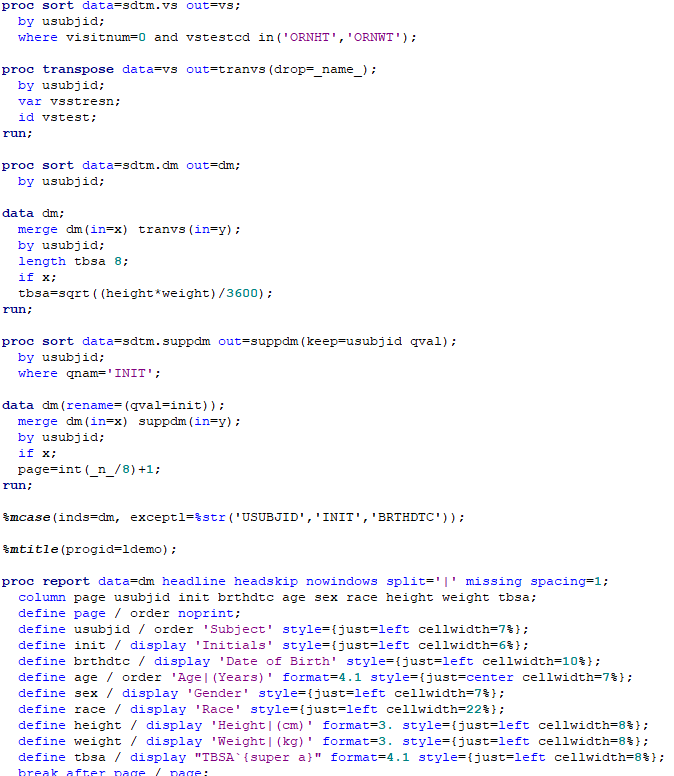 proc sort data=sdtm.vs out=vs;
  by usubjid;
  where visitnum=0 and vstestcd in('ORNHT','ORNWT');

proc transpose data=vs out=tranvs(drop=_name_);
  by usubjid;
  var vsstresn;
  id vstest;
run;

proc sort data=sdtm.dm out=dm;
  by usubjid;

data dm;
  merge dm(in=x) tranvs(in=y);
  by usubjid;
  length tbsa 8;
  if x;
  tbsa=sqrt((height*weight)/3600);
run;

proc sort data=sdtm.suppdm out=suppdm(keep=usubjid qval);
  by usubjid;
  where qnam='INIT';

data dm(rename=(qval=init));
  merge dm(in=x) suppdm(in=y);
  by usubjid;
  if x;
  page=int(_n_/8)+1;
run;

%mcase(inds=dm, exceptl=%str('USUBJID','INIT','BRTHDTC'));

%mtitle(progid=ldemo);

proc report data=dm headline headskip nowindows split='|' missing spacing=1;
  column page usubjid init brthdtc age sex race height weight tbsa;
  define page / order noprint;
  define usubjid / order 'Subject' style={just=left cellwidth=7%};
  define init / display 'Initials' style={just=left cellwidth=6%};
  define brthdtc / display 'Date of Birth' style={just=left cellwidth=10%};
  define age / order 'Age|(Years)' format=4.1 style={just=center cellwidth=7%};
  define sex / display 'Gender' style={just=left cellwidth=7%};
  define race / display 'Race' style={just=left cellwidth=22%};
  define height / display 'Height|(cm)' format=3. style={just=left cellwidth=8%};
  define weight / display 'Weight|(kg)' format=3. style={just=left cellwidth=8%};
  define tbsa / display "TBSA`{super a}" format=4.1 style={just=left cellwidth=8%};
  break after page / page;